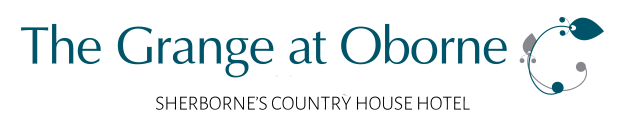 The Grange at Oborne
SHERBORNE'S COUNTRY HOUSE HOTEL